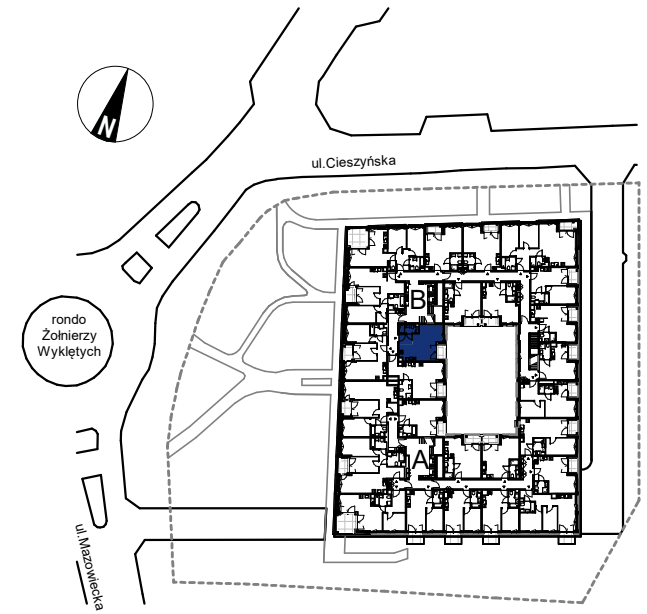 N
ul.Cieszyńska
B
rondo
Żołnierzy
Wyklętych
A
ul.Mazowiecka